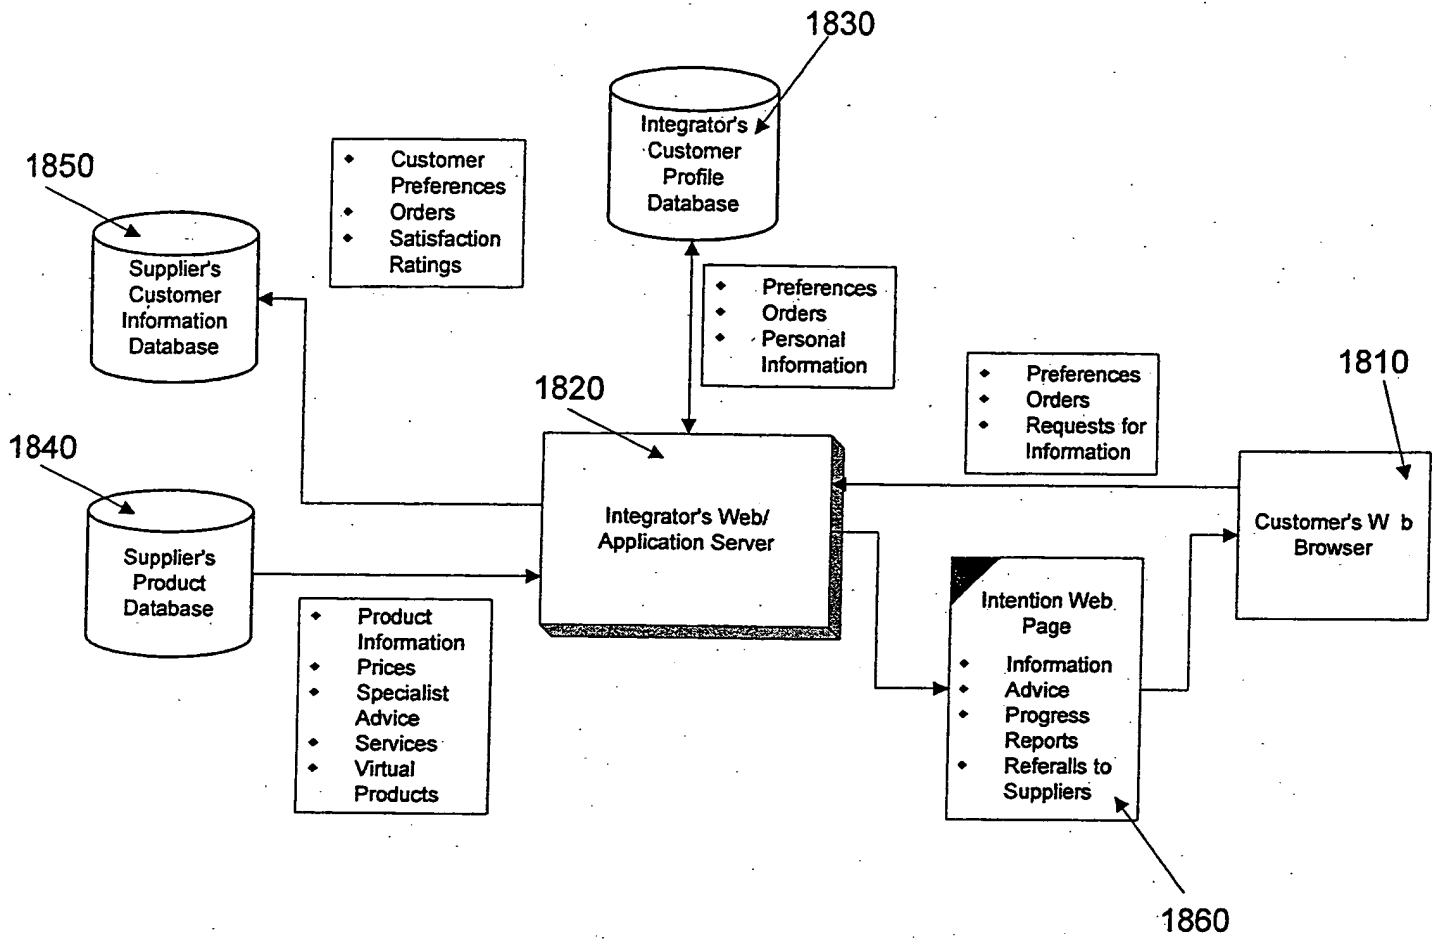 1830
Integrator's
Customer
Profile
Database
1850
Customer
Preferences
Orders
Satisfaction
Ratings
Supplier's
Customer
Information
Database
Preferences
Orders
Personal
Information
1820
Preferences
Orders
Requests for
Information
1810
1840
Supplier's
Product
Database
Integrator's Web/
Application Server
Customer's W b
Browser
Product
Information
Prices
Specialist
Advice
Services
Virtual
Products
Intention Web
Page
Information
Advice
Progress
Reports
Referalls to
Suppliers
1860